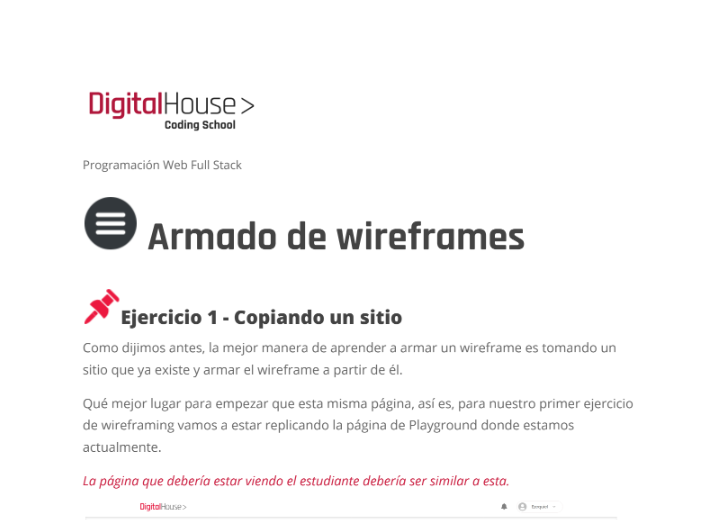 DigitalHouse>
Coding School
Programación Web Full Stack
Armado de wireframes
Ejercicio 1 - Copiando un sitio
Como dijimos antes, la mejor manera de aprender a armar un wireframe es tomando un
sitio que ya existe y armar el wireframe a partir de él.
Qué mejor lugar para empezar que esta misma página, así es, para nuestro primer ejercicio
de wireframing vamos a estar replicando la página de Playground donde estamos
actualmente.
La página que debería estar viendo el estudiante debería ser similar a esta.
DigitalHouse>